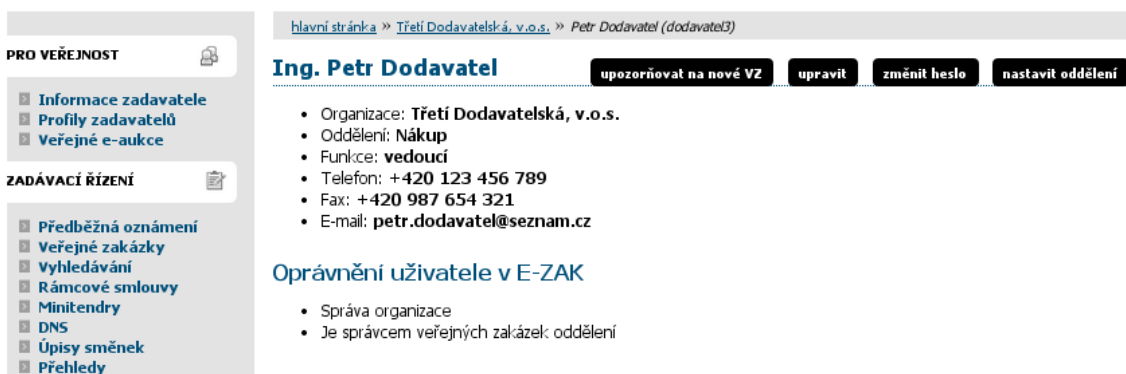 hlavní stránka » Třetí Dodavatelská, v.o.s. » Petr Dodavatel (dodavatel3)
PRO VEŘEJNOST
Informace zadavatele
Profily zadavatelů
Veřejné e-aukce
ZADÁVACÍ ŘÍZENÍ
Předběžná oznámení
Veřejné zakázky
Vyhledávání
Rámcové smlouvy
Minitendry
DNS
Úpisy směnek
Přehledy
Ing. Petr Dodavatel
upozorňovat na nové VZ upravit změnit heslo nastavit oddělení
Organizace: Třetí Dodavatelská, v.o.s.
Oddělení: Nákup
Funkce: vedoucí
Telefon: +420 123 456 789
Fax: +420 987 654 321
E-mail: petr.dodavatel@seznam.cz
Oprávnění uživatele v E-ZAK
Správa organizace
Je správcem veřejných zakázek oddělení